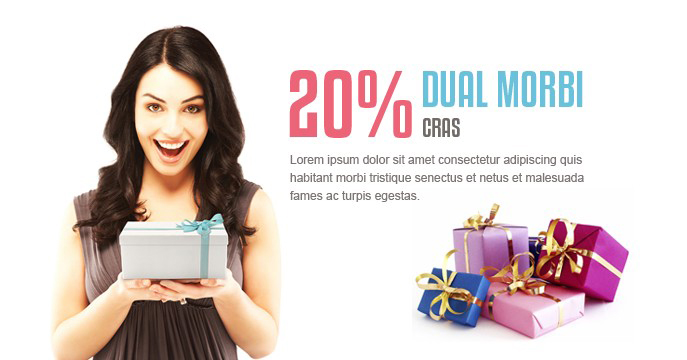 20% DUAL MORBI
CRAS
Lorem ipsum dolor sit amet consectetur adipiscing quis
habitant morbi tristique senectus et netus et malesuada
fames ac turpis egestas.